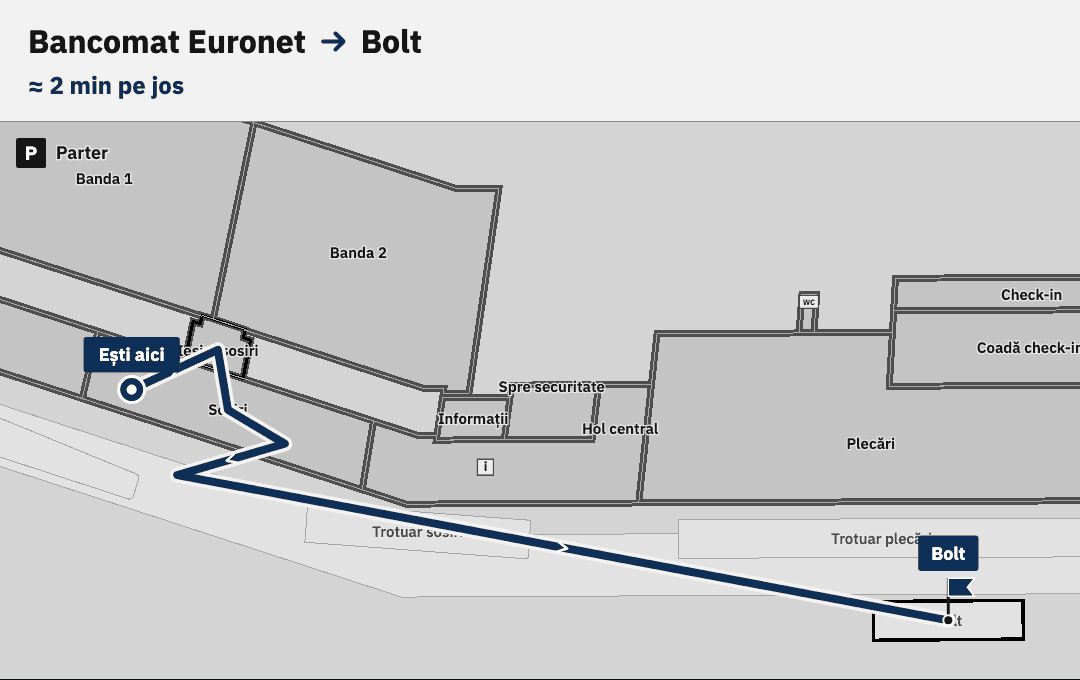 Bancomat Euronet → Bolt
≈ 2 min pe jos
P Parter
Banda 1
Banda 2
wc
Check-in
Coadă check-in
Ești aici
sosiri
Spre securitate
Informații
Hol central
Plecări
i
Trotuar
Trotuar
Bolt